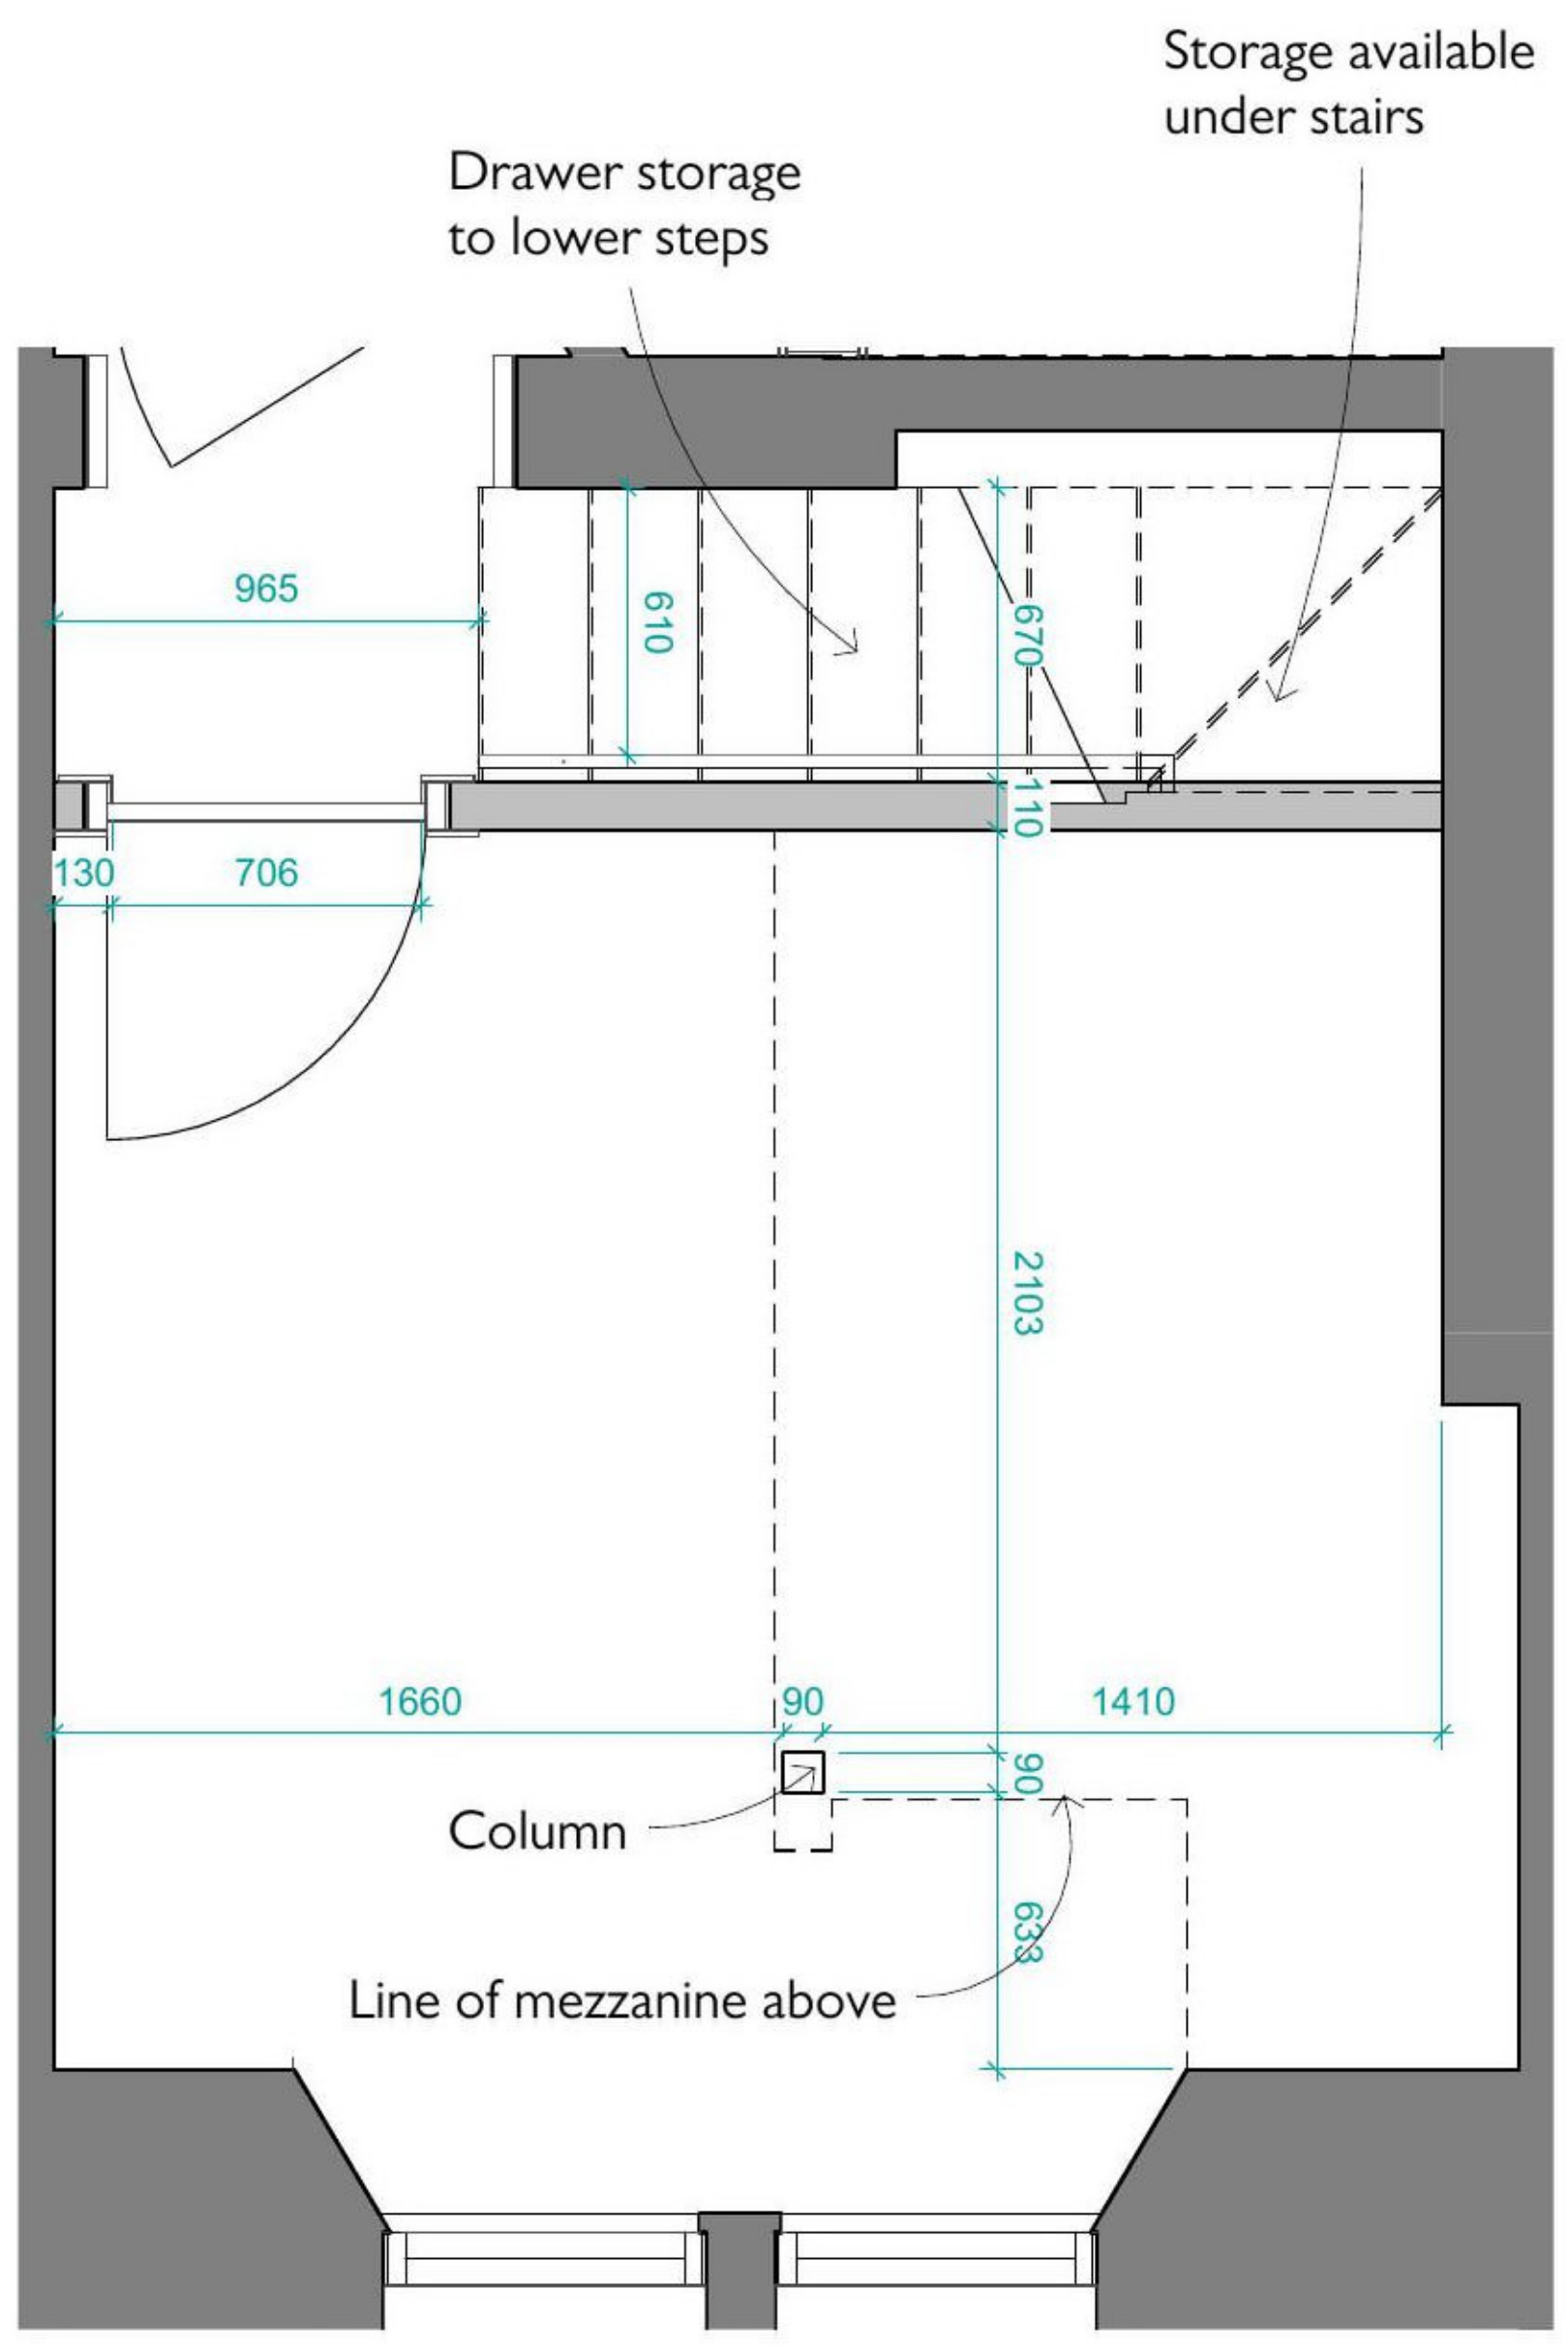 Storage available
under stairs
Drawer storage
to lower steps
965
610
670
110
130
706
2103
1660
90
1410
90
Column
633
Line of mezzanine above